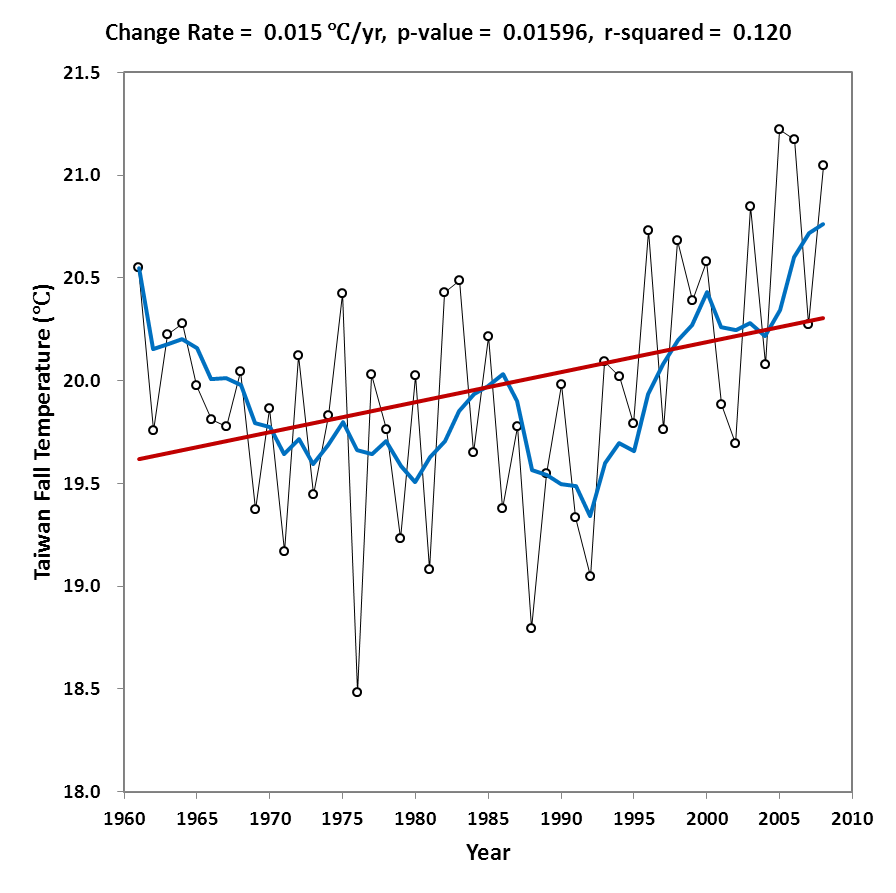 Change Rate = 0.015 ℃/yr, p-value = 0.01596, r-squared = 0.120
21.5
21.0
20.5
20.0
19.5
19.0
18.5
18.0
Taiwan Fall Temperature (℃)
1960 1965 1970 1975 1980 1985 1990 1995 2000 2005 2010
Year